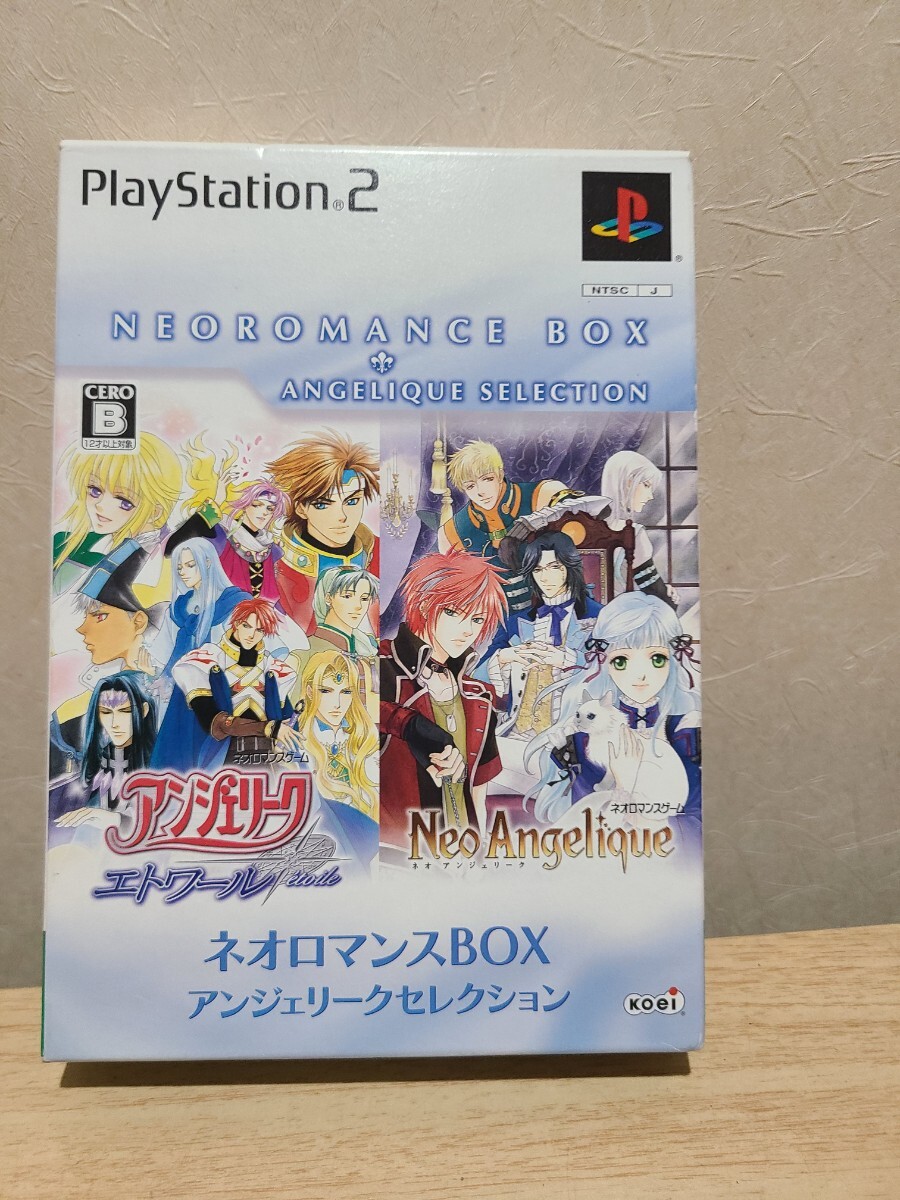 PlayStation®2
®
NTSC J
NEOROMANCE BOX
ANGELIQUE SELECTION
CERO
B
12才以上対象
ネオロマンスゲーム
アンジェリーク
エトワール étoile
ネオロマンスゲーム
Neo Angelique
ネオ アンジェリーク
ネオロマンスBOX
アンジェリークセレクション
KOEI®